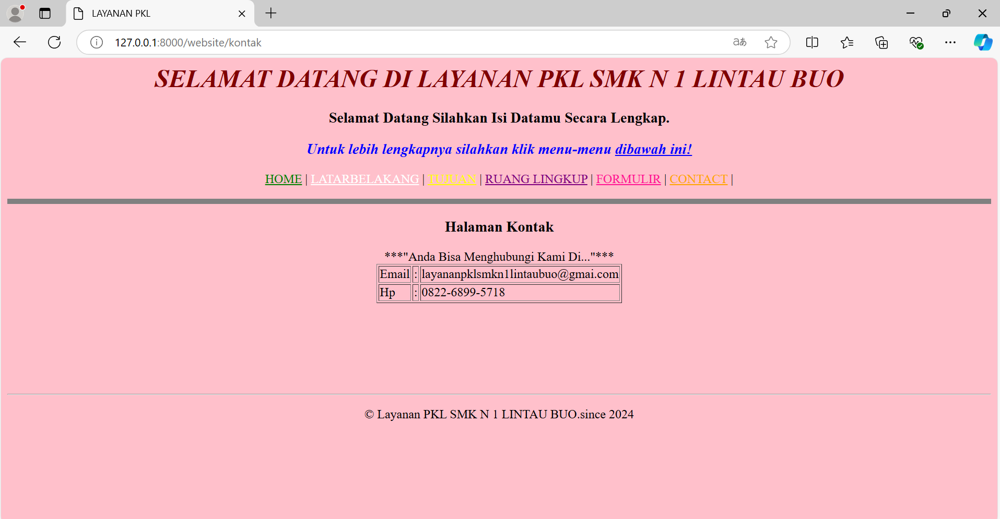 LAYANAN PKL
127.0.0.1:8000/website/kontak
SELAMAT DATANG DI LAYANAN PKL SMK N 1 LINTAU BUO
Selamat Datang Silahkan Isi Datamu Secara Lengkap.
Untuk lebih lengkapnya silahkan klik menu-menu dibawah ini!
HOME | LATARBELAKANG | TUJUAN | RUANG LINGKUP | FORMULIR | CONTACT |
Halaman Kontak
***"Anda Bisa Menghubungi Kami Di..."***
Email : layananpklsmkn1lintaubuo@gmai.com
Hp : 0822-6899-5718
© Layanan PKL SMK N 1 LINTAU BUO.since 2024